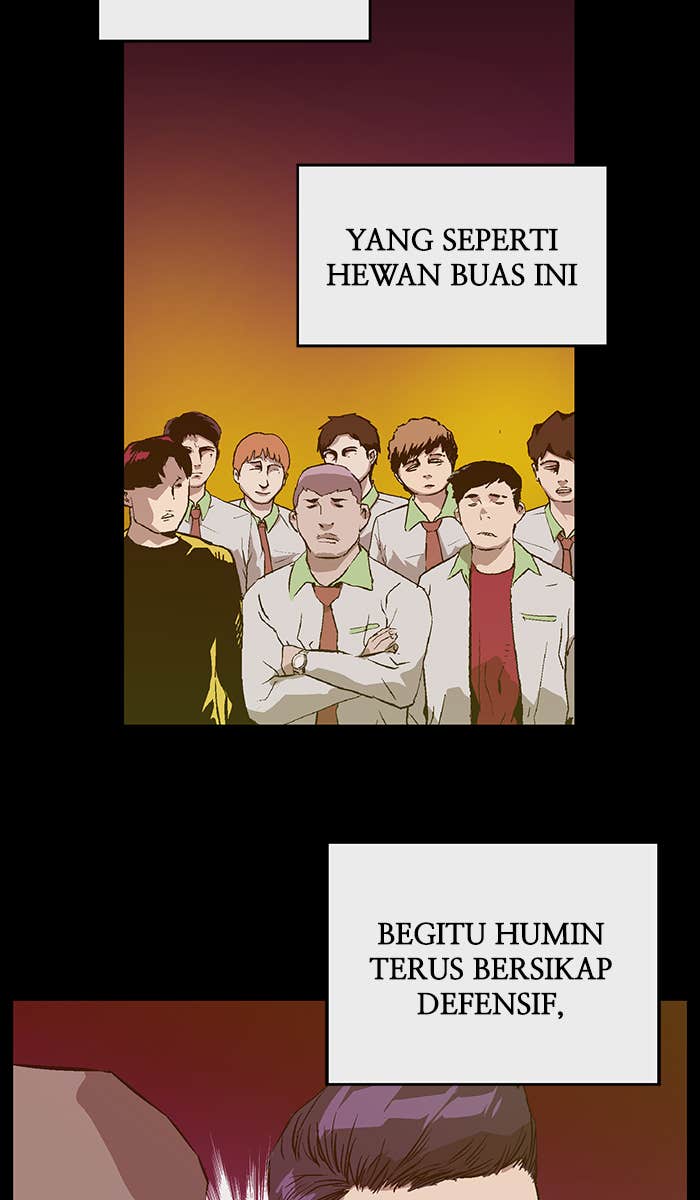 YANG SEPERTI
HEWAN BUAS INI
BEGITU HUMIN
TERUS BERSIKAP
DEFENSIF,